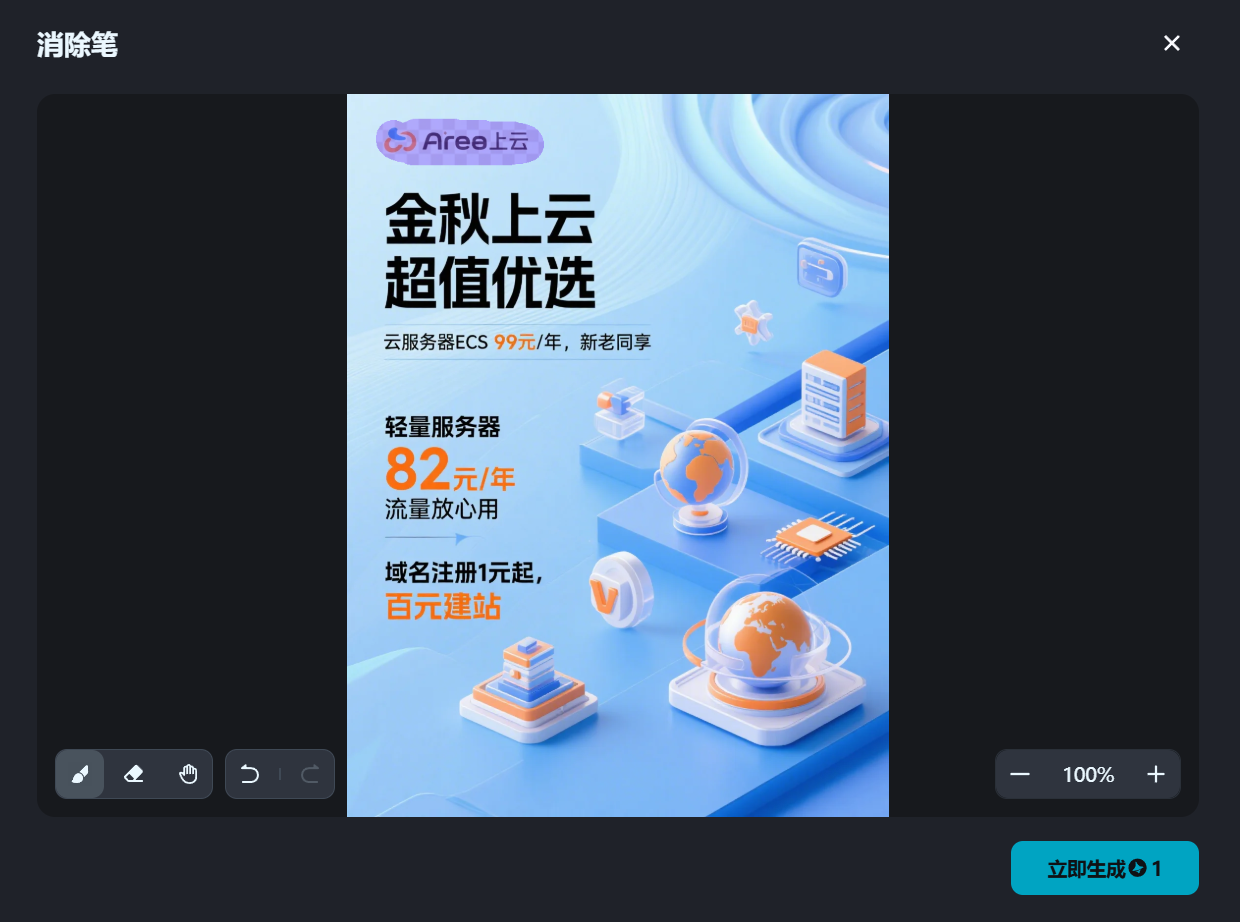 消除笔
Aree上云
金秋上云
超值优选
云服务器ECS 99元/年，新老同享
轻量服务器
82元/年
流量放心用
域名注册1元起，
百元建站
V
100%
立即生成 1